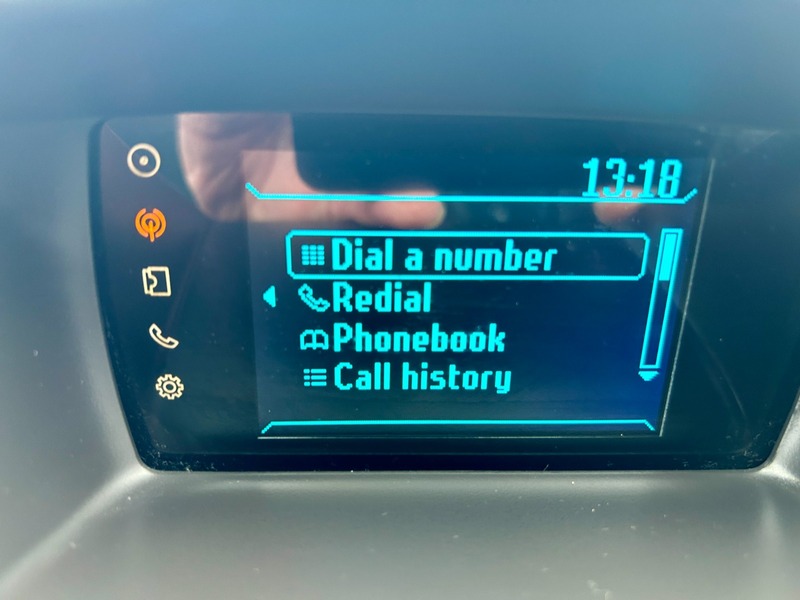 13:18
Dial a number
Redial
Phonebook
Call history